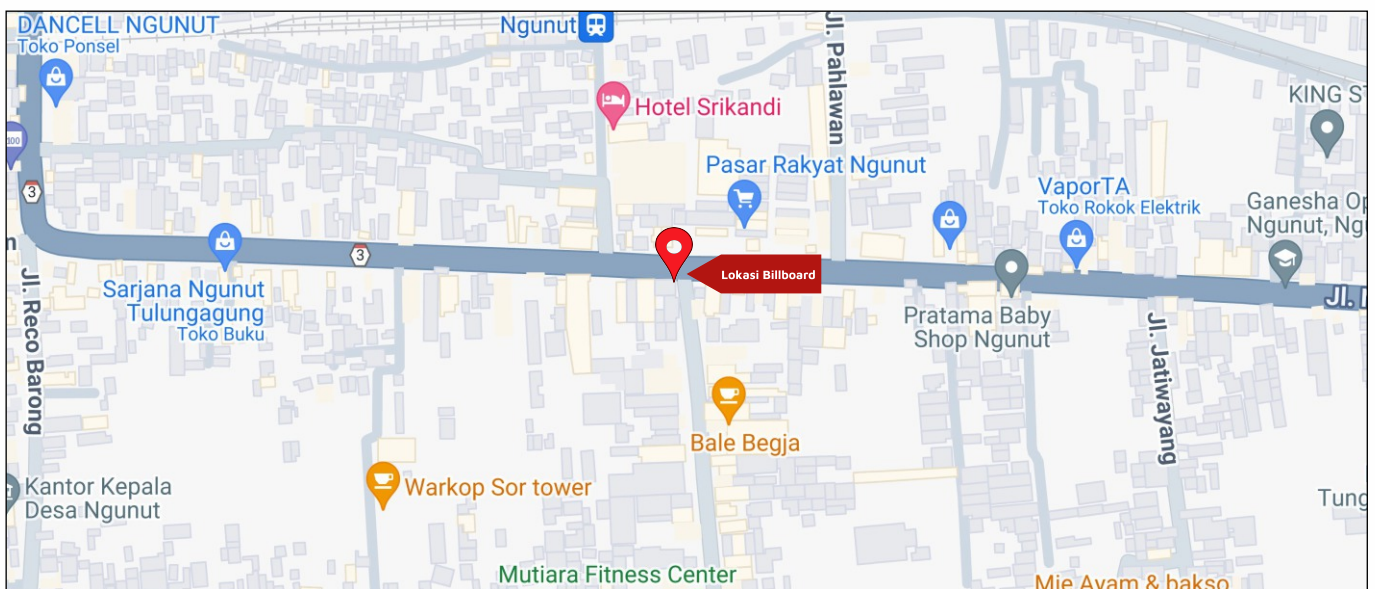 DANCELL NGUNUT
Toko Ponsel
Ngunut
Jl. Pahlawan
Hotel Srikandi
KING ST
100
3
Pasar Rakyat Ngunut
VaporTA
Toko Rokok Elektrik
Ganesha Op
Ngunut, Ngu
n
3
Lokasi Billboard
Jl. Reco Barong
Sarjana Ngunut
Tulungagung
Toko Buku
Pratama Baby
Shop Ngunut
Jl. Jatiwayang
Jl.
Bale Begja
Warkop Sor tower
Kantor Kepala
Desa Ngunut
Tung
Mutiara Fitness Center
Mie Ayam & bakso